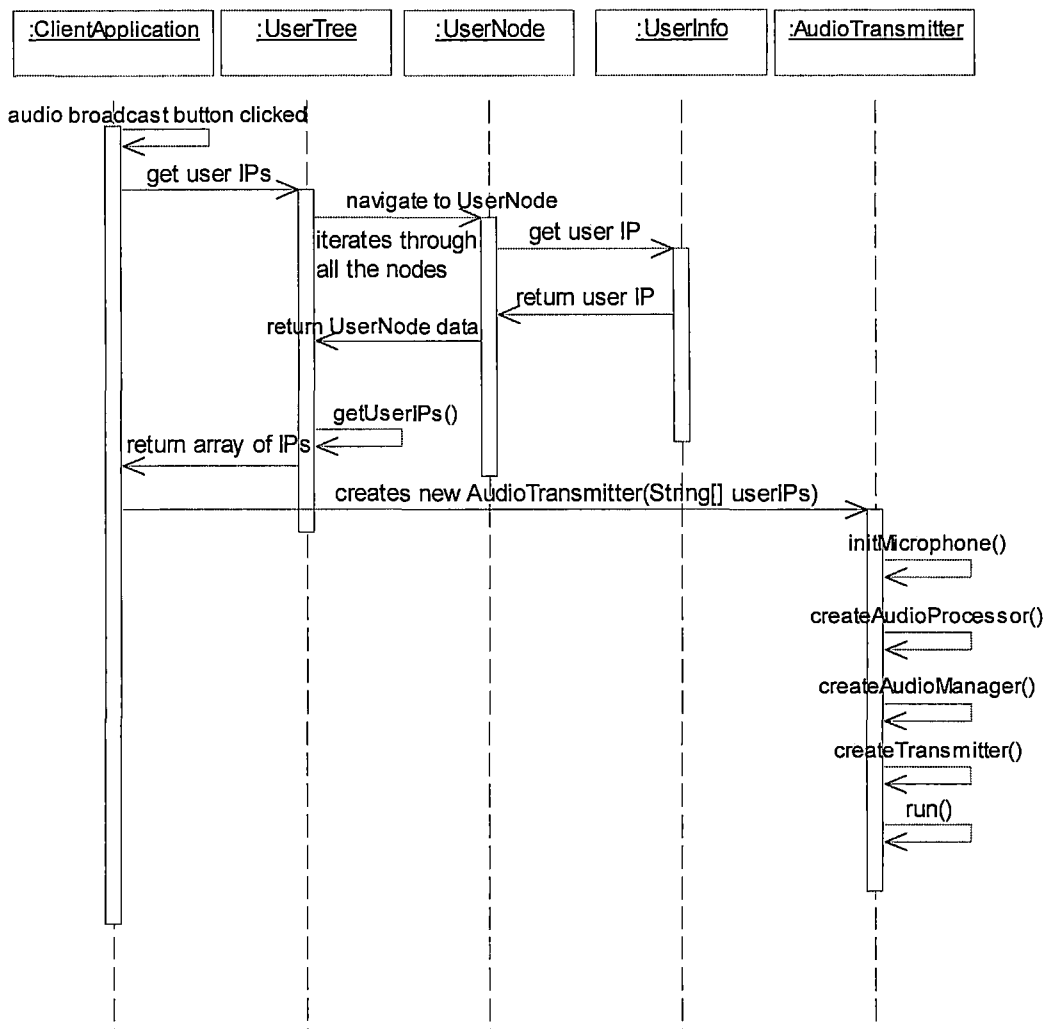 :ClientApplication
:UserTree
:UserNode
:UserInfo
:AudioTransmitter
audio broadcast button clicked
get user IPs
navigate to UserNode
iterates through
all the nodes
get user IP
return user IP
return UserNode data
getUserIPs()
return array of IPs
creates new AudioTransmitter(String[] userIPs)
initMicrophone()
createAudioProcessor()
createAudioManager()
createTransmitter()
run()